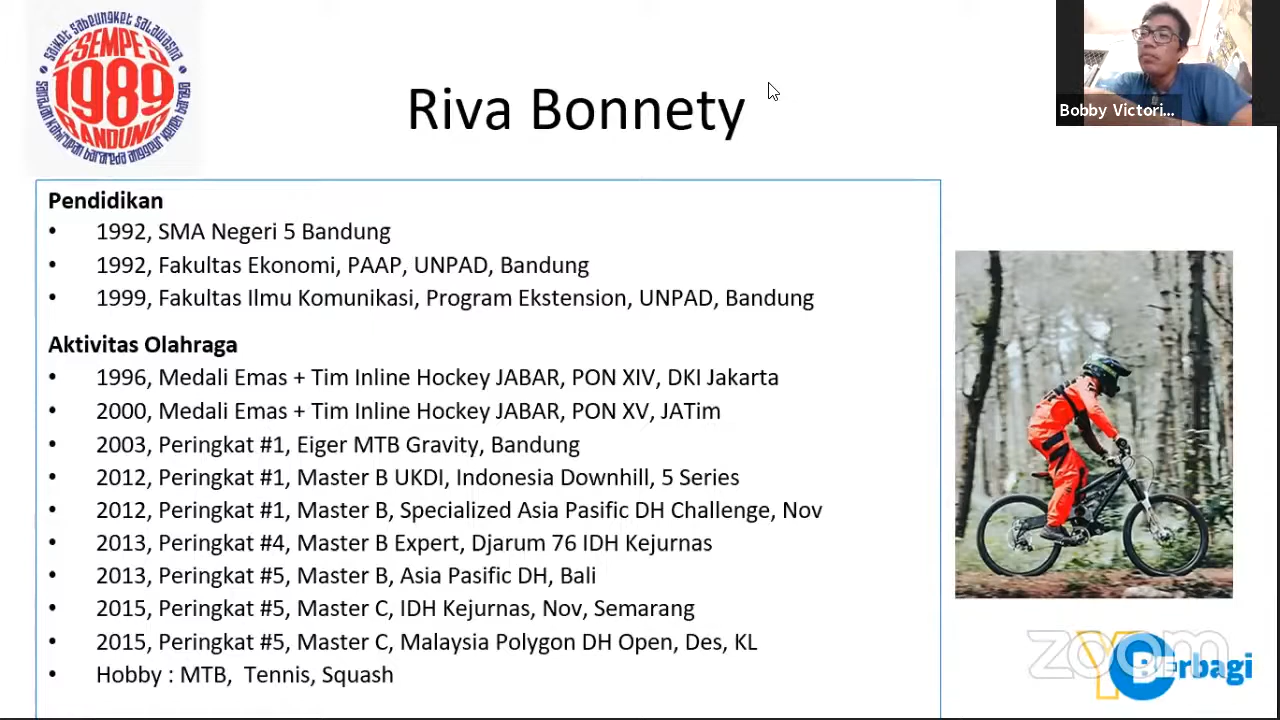 Saiket Sabeungket Salawasna
ESEMPE 5
1989
BANDUNG
Riva Bonnety
Bobby Victori...
Pendidikan
• 1992, SMA Negeri 5 Bandung
• 1992, Fakultas Ekonomi, PAAP, UNPAD, Bandung
• 1999, Fakultas Ilmu Komunikasi, Program Ekstension, UNPAD, Bandung
Aktivitas Olahraga
• 1996, Medali Emas + Tim Inline Hockey JABAR, PON XIV, DKI Jakarta
• 2000, Medali Emas + Tim Inline Hockey JABAR, PON XV, JATim
• 2003, Peringkat #1, Eiger MTB Gravity, Bandung
• 2012, Peringkat #1, Master B UKDI, Indonesia Downhill, 5 Series
• 2012, Peringkat #1, Master B, Specialized Asia Pasific DH Challenge, Nov
• 2013, Peringkat #4, Master B Expert, Djarum 76 IDH Kejurnas
• 2013, Peringkat #5, Master B, Asia Pasific DH, Bali
• 2015, Peringkat #5, Master C, IDH Kejurnas, Nov, Semarang
• 2015, Peringkat #5, Master C, Malaysia Polygon DH Open, Des, KL
• Hobby : MTB, Tennis, Squash
zoom
Berbagi